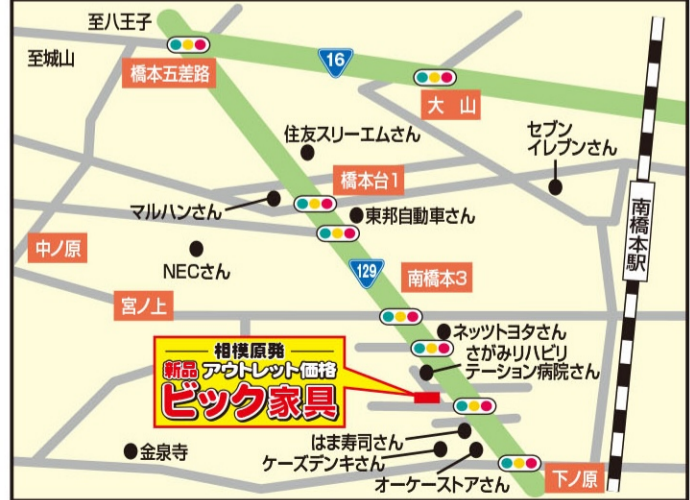 至八王子
至城山
橋本五差路
16
大 山
住友スリーエムさん
セブン
イレブンさん
橋本台1
マルハンさん
東邦自動車さん
南橋本駅
中ノ原
NECさん
129
南橋本3
宮ノ上
ネッツトヨタさん
さがみリハビリ
テーション病院さん
相模原発
新品 アウトレット価格
ビック家具
はま寿司さん
金泉寺
ケーズデンキさん
オーケーストアさん
下ノ原